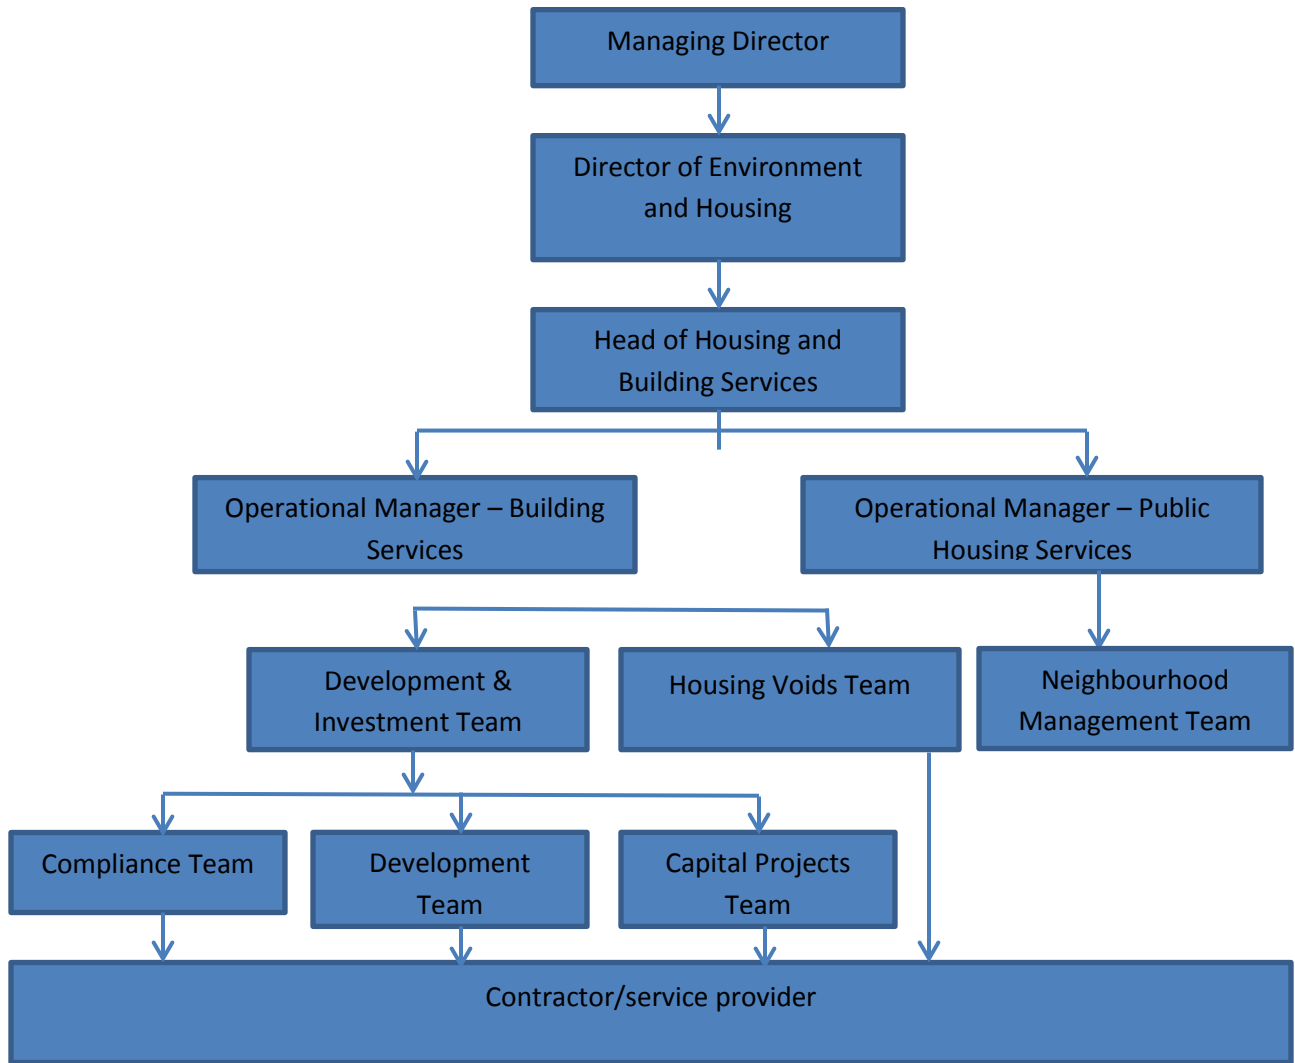 Managing Director
Director of Environment
and Housing
Head of Housing and
Building Services
Operational Manager – Building
Services
Operational Manager – Public
Housing Services
Development &
Investment Team
Housing Voids Team
Neighbourhood
Management Team
Compliance Team
Development
Team
Capital Projects
Team
Contractor/service provider